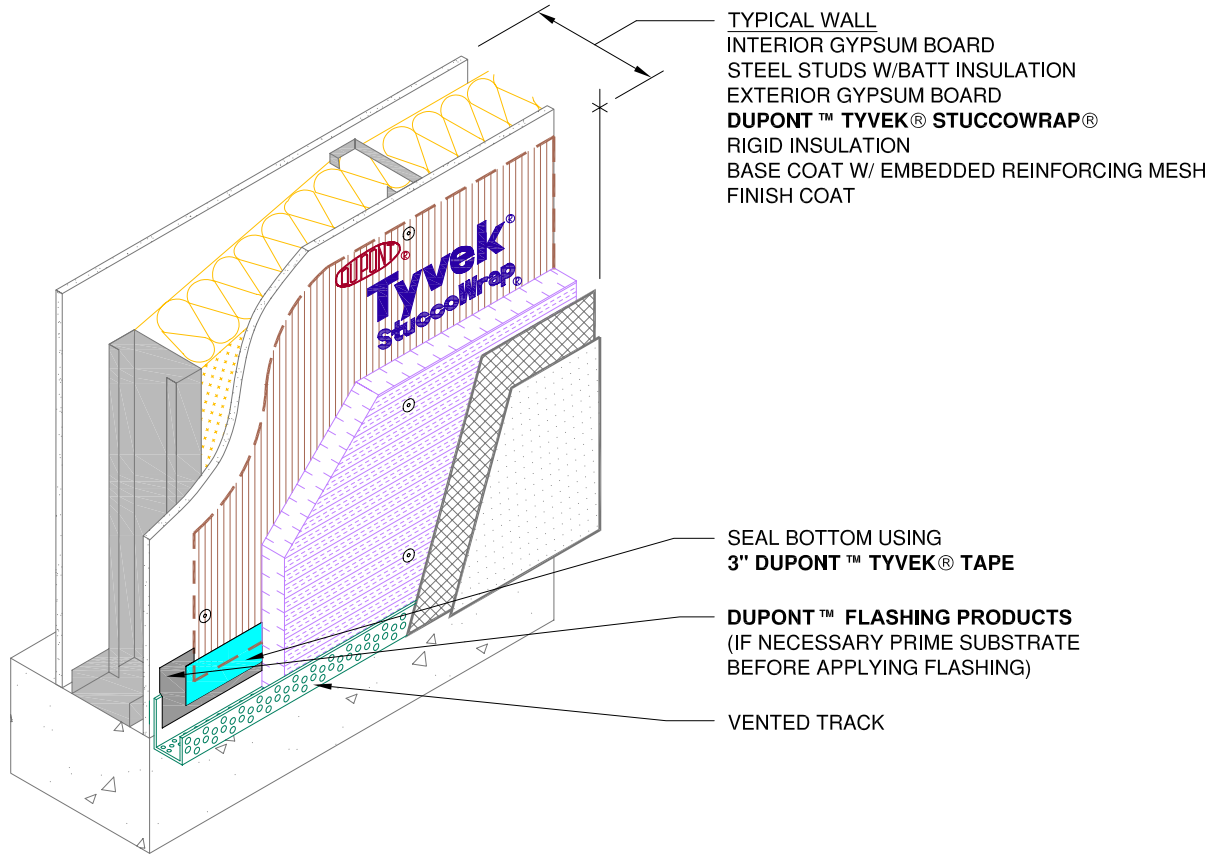 TYPICAL WALL
INTERIOR GYPSUM BOARD
STEEL STUDS W/BATT INSULATION
EXTERIOR GYPSUM BOARD
DUPONT ™ TYVEK® STUCCOWRAP®
RIGID INSULATION
BASE COAT W/ EMBEDDED REINFORCING MESH
FINISH COAT
DUPONT®
Tyvek®
StuccoWrap®
SEAL BOTTOM USING
3" DUPONT ™ TYVEK® TAPE
DUPONT ™ FLASHING PRODUCTS
(IF NECESSARY PRIME SUBSTRATE
BEFORE APPLYING FLASHING)
VENTED TRACK